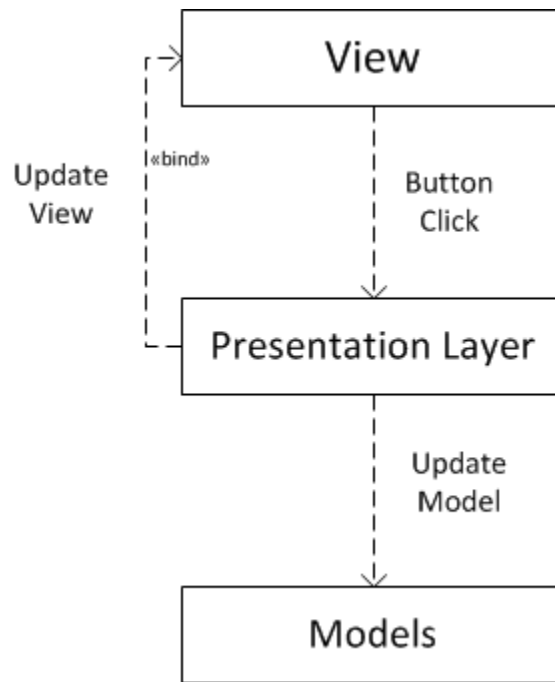 View
«bind»
Update
View
Button
Click
Presentation Layer
Update
Model
Models